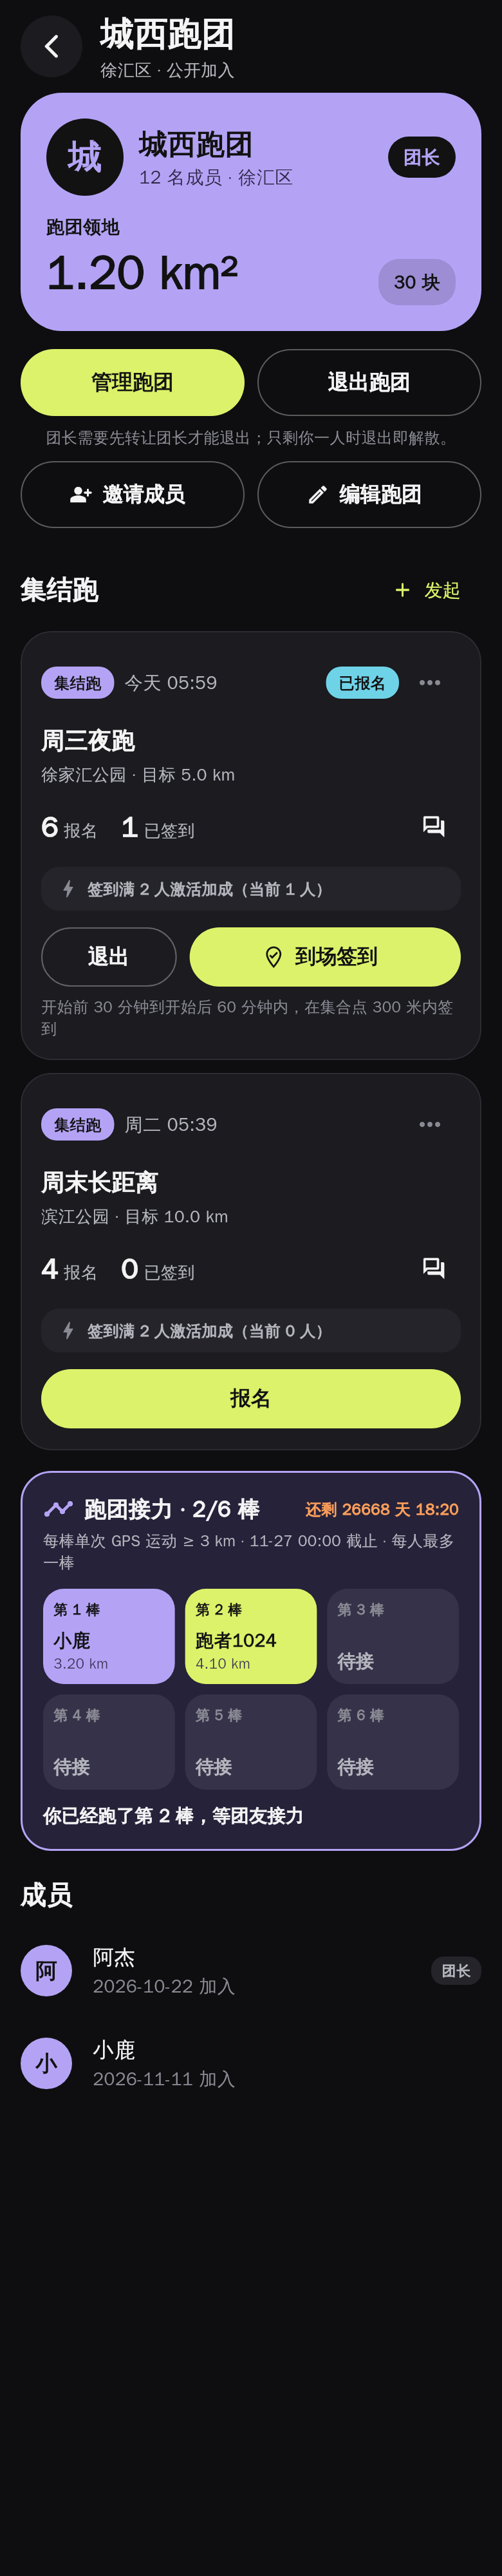 城西跑团
徐汇区 · 公开加入
城
城西跑团
12 名成员 · 徐汇区
团长
跑团领地
1.20 km²
30 块
管理跑团
退出跑团
团长需要先转让团长才能退出；只剩你一人时退出即解散。
邀请成员
编辑跑团
集结跑
+ 发起
集结跑 今天 05:59
已报名
周三夜跑
徐家汇公园 · 目标 5.0 km
6 报名 1 已签到
签到满 2 人激活加成（当前 1 人）
退出
到场签到
开始前 30 分钟到开始后 60 分钟内，在集合点 300 米内签
到
集结跑 周二 05:39
周末长距离
滨江公园 · 目标 10.0 km
4 报名 0 已签到
签到满 2 人激活加成（当前 0 人）
报名
跑团接力 · 2/6 棒
还剩 26668 天 18:20
每棒单次 GPS 运动 ≥ 3 km · 11-27 00:00 截止 · 每人最多
一棒
第 1 棒
小鹿
3.20 km
第 2 棒
跑者1024
4.10 km
第 3 棒
待接
第 4 棒
待接
第 5 棒
待接
第 6 棒
待接
你已经跑了第 2 棒，等团友接力
成员
阿
阿杰
2026-10-22 加入
团长
小
小鹿
2026-11-11 加入